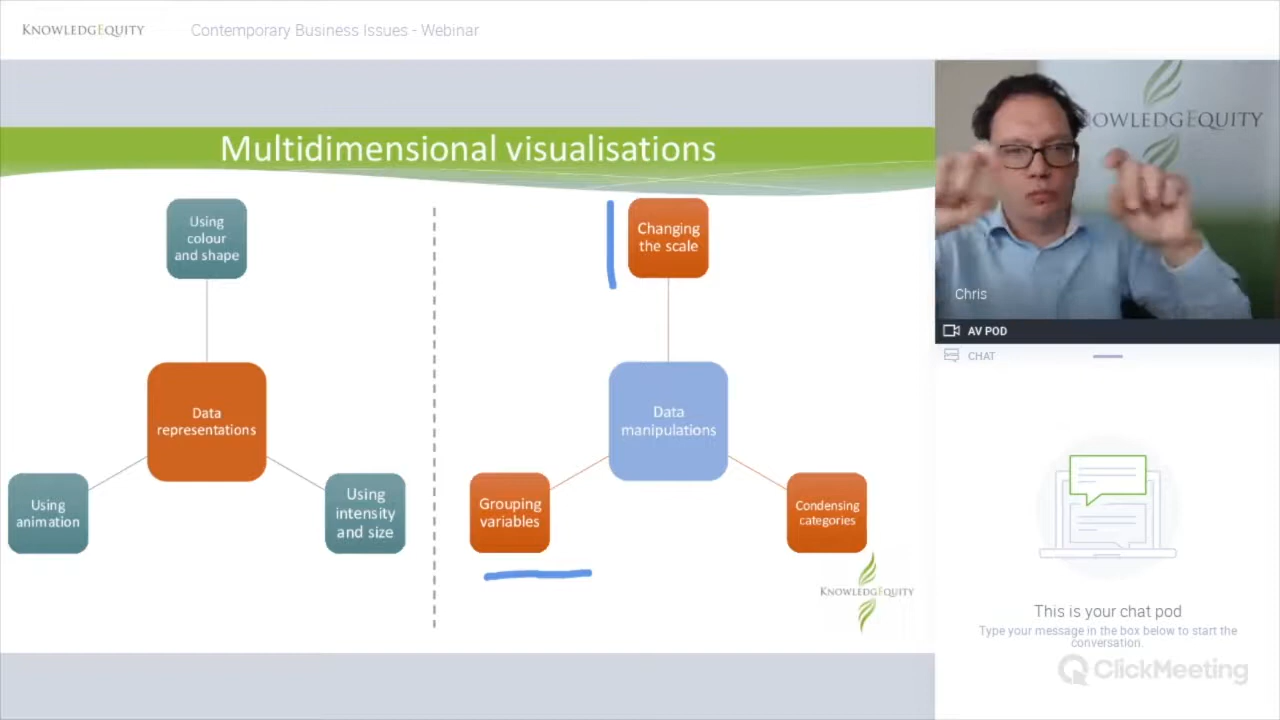 KNOWLEDGEQUITY
Contemporary Business Issues - Webinar
Multidimensional visualisations
Using
colour
and shape
Data
representations
Using
animation
Using
intensity
and size
Changing
the scale
Data
manipulations
Grouping
variables
Condensing
categories
KNOWLEDGEQUITY
NOWLEDGEQUITY
Chris
AV POD
CHAT
This is your chat pod
Type your message in the box below to start the
conversation.
ClickMeeting